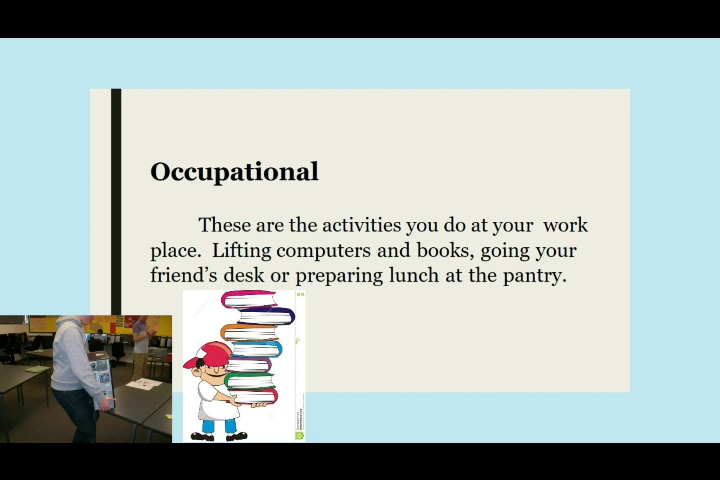 Occupational
These are the activities you do at your work
place. Lifting computers and books, going your
friend's desk or preparing lunch at the pantry.